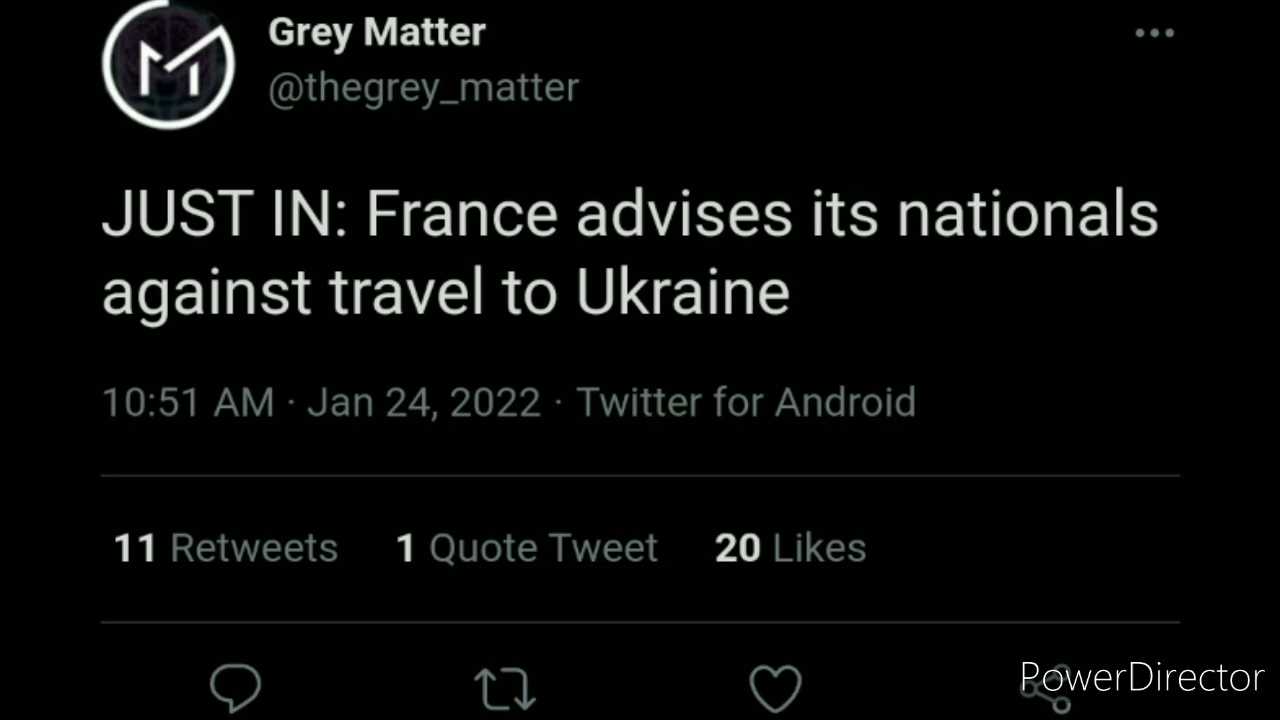 Grey Matter
@thegrey_matter
JUST IN: France advises its nationals
against travel to Ukraine
10:51 AM · Jan 24, 2022 · Twitter for Android
11 Retweets 1 Quote Tweet 20 Likes
PowerDirector